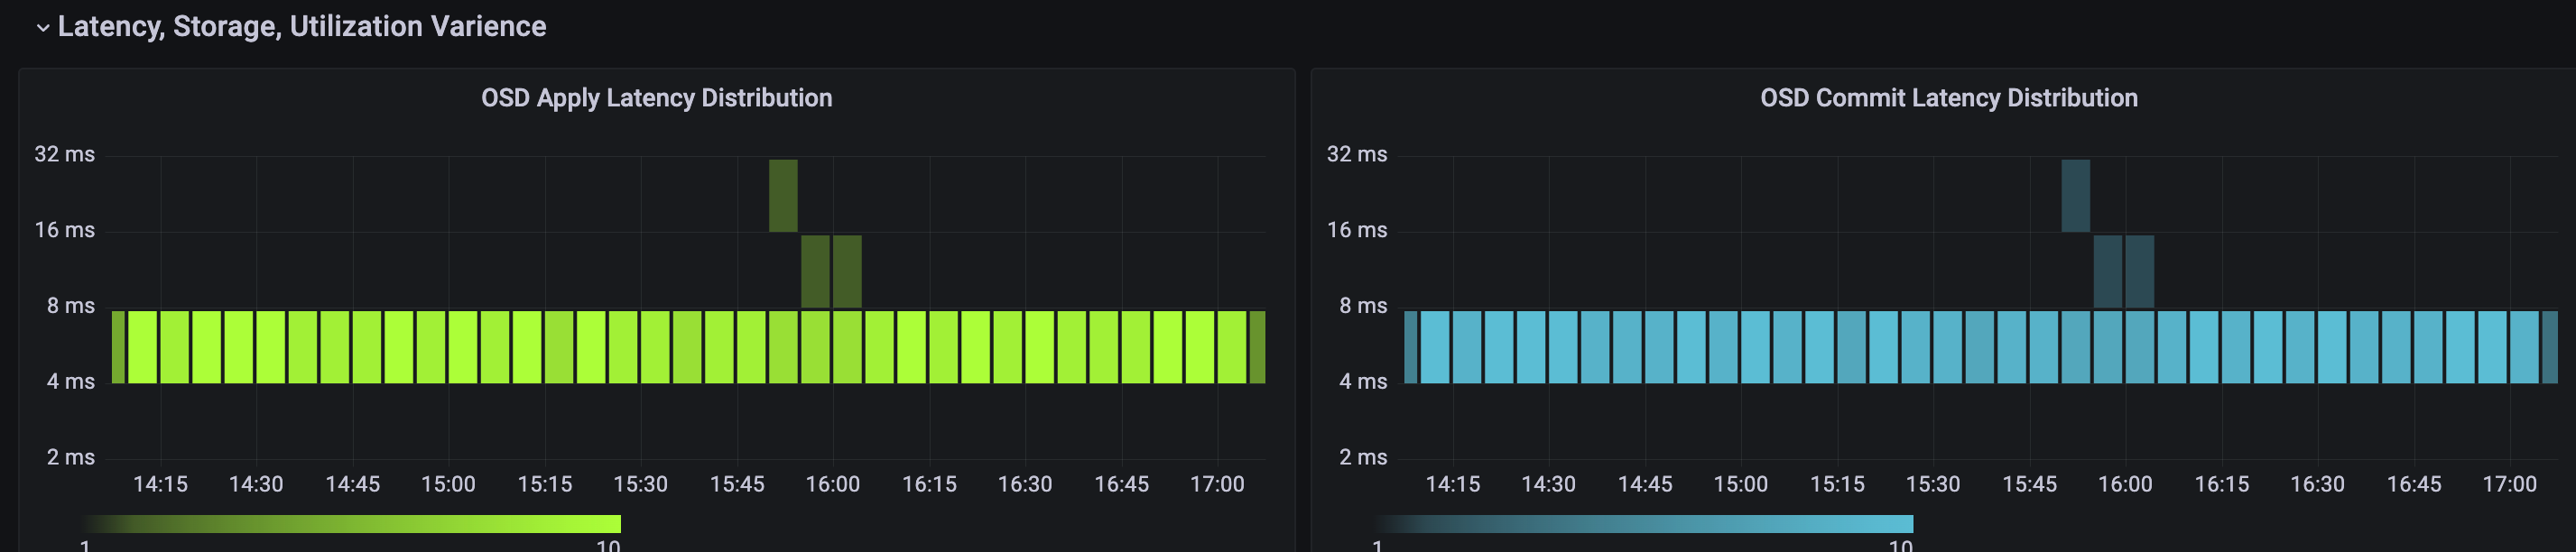 Latency, Storage, Utilization Varience
OSD Apply Latency Distribution
32 ms
16 ms
8 ms
4 ms
2 ms
14:15 14:30 14:45 15:00 15:15 15:30 15:45 16:00 16:15 16:30 16:45 17:00
1 10
OSD Commit Latency Distribution
32 ms
16 ms
8 ms
4 ms
2 ms
14:15 14:30 14:45 15:00 15:15 15:30 15:45 16:00 16:15 16:30 16:45 17:00
1 10